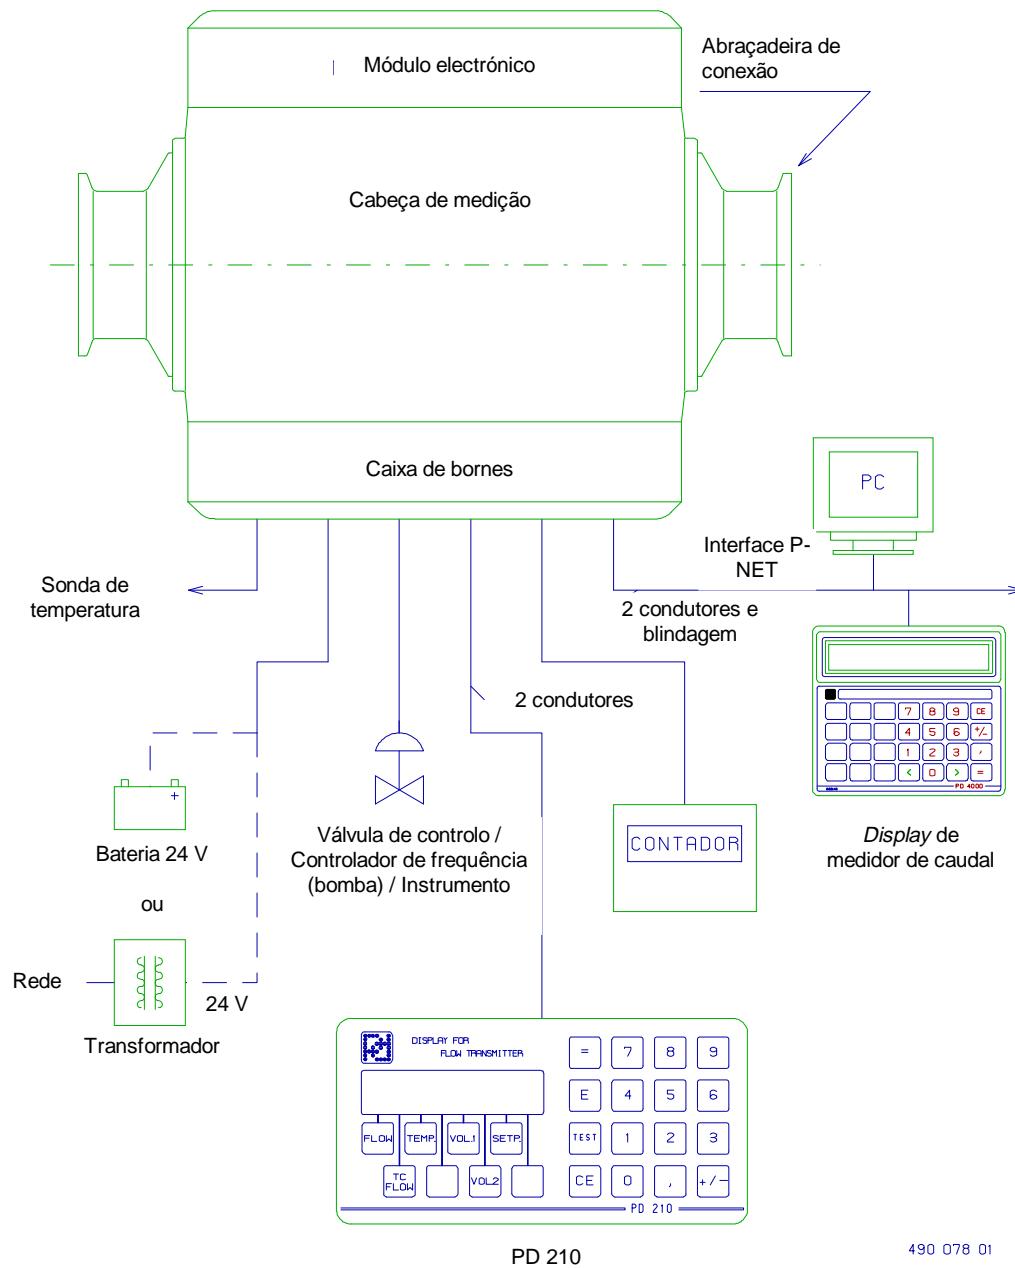 Módulo electrónico
Abraçadeira de
conexão
Cabeça de medição
Caixa de bornes
PC
Interface P-
NET
Sonda de
temperatura
2 condutores e
blindagem
2 condutores
7 8 9 CE
4 5 6 +/-
1 2 3 ,
< 0 > =
PD 4000
Bateria 24 V
+
ou
Rede
24 V
Transformador
Válvula de controlo /
Controlador de frequência
(bomba) / Instrumento
CONTADOR
Display de
medidor de caudal
DISPLAY FOR
FLOW TRANSMITTER
= 7 8 9
E 4 5 6
FLOW TEMP. VOL.1 SETP.
TEST 1 2 3
TC
FLOW
VOL2
CE 0 , +/-
PD 210
PD 210
490 078 01